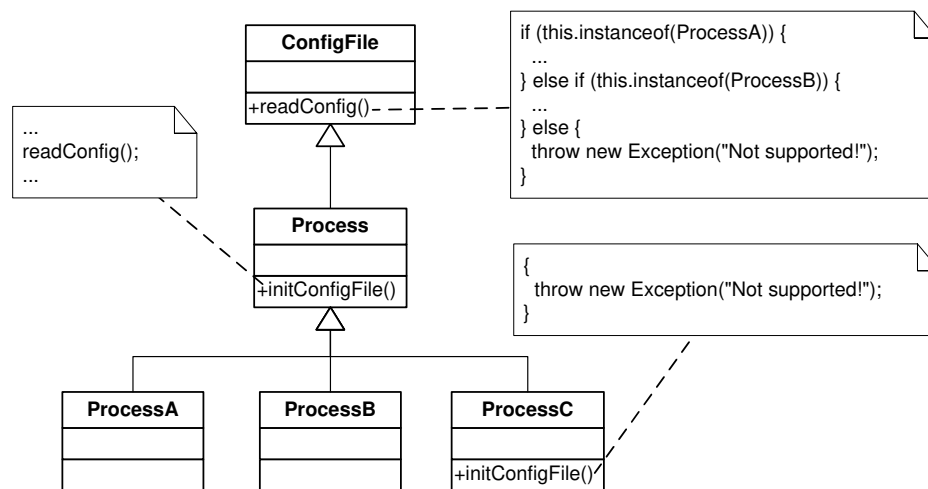 ConfigFile
+readConfig()
if (this.instanceof(ProcessA)) {
...
} else if (this.instanceof(ProcessB)) {
...
} else {
throw new Exception("Not supported!");
}
...
readConfig();
...
Process
+initConfigFile()
{
throw new Exception("Not supported!");
}
ProcessA
ProcessB
ProcessC
+initConfigFile()